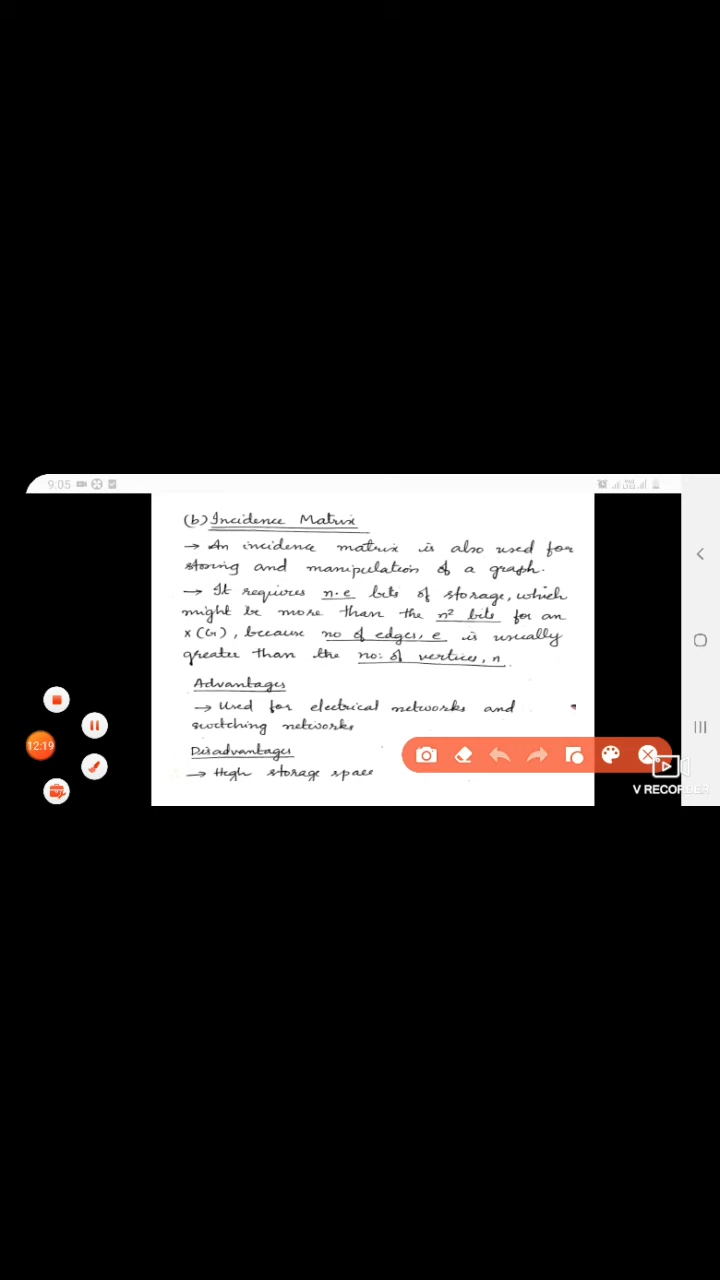 9:05
(b) Incidence Matrix
→ An incidence matrix is also used for
storing and manipulation of a graph.
→ It requires n.e bits of storage, which
might be more than the n² bits for an
X(G), because no of edges, e is usually
greater than the no: of vertices, n
Advantages
→ Used for electrical networks and
switching networks
Disadvantages
→ High storage space
12:19
V RECORDER